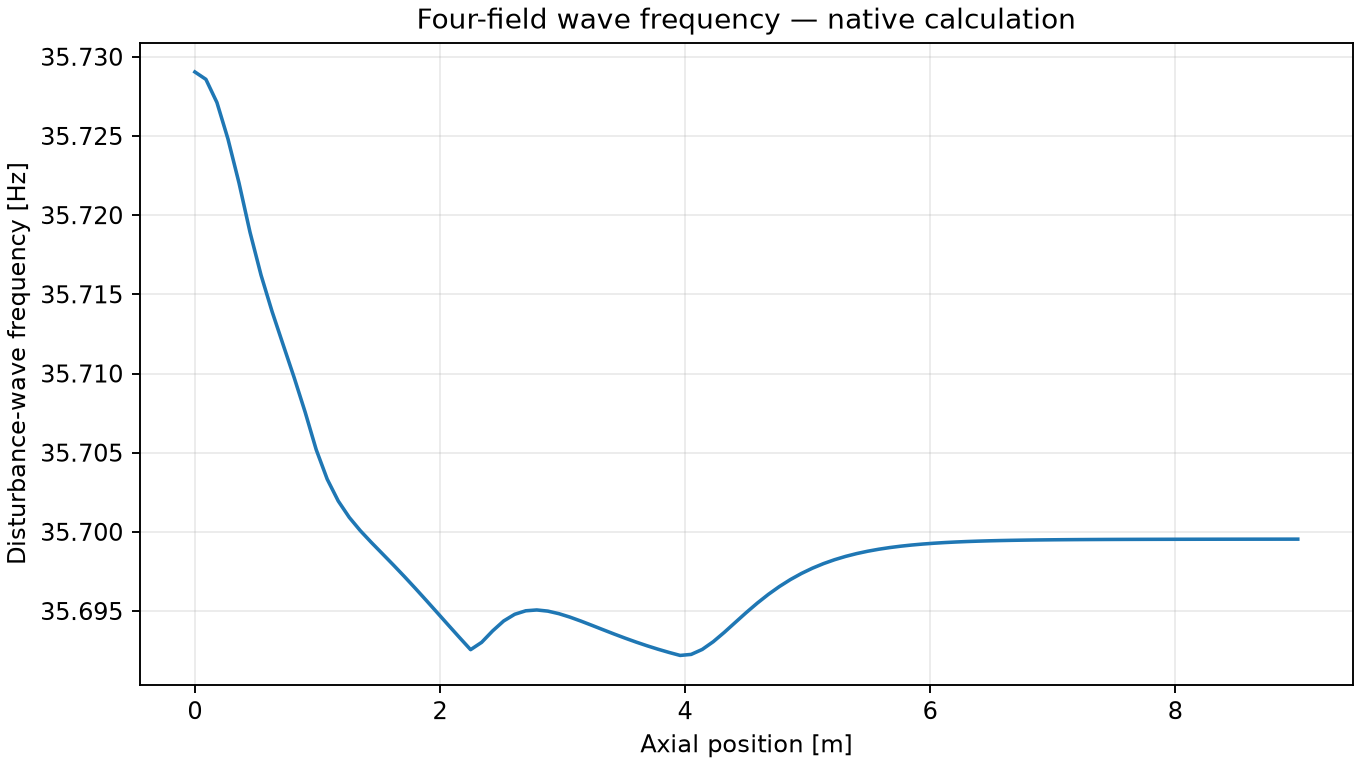 Four-field wave frequency — native calculation
Disturbance-wave frequency [Hz]
35.730
35.725
35.720
35.715
35.710
35.705
35.700
35.695
0 2 4 6 8
Axial position [m]